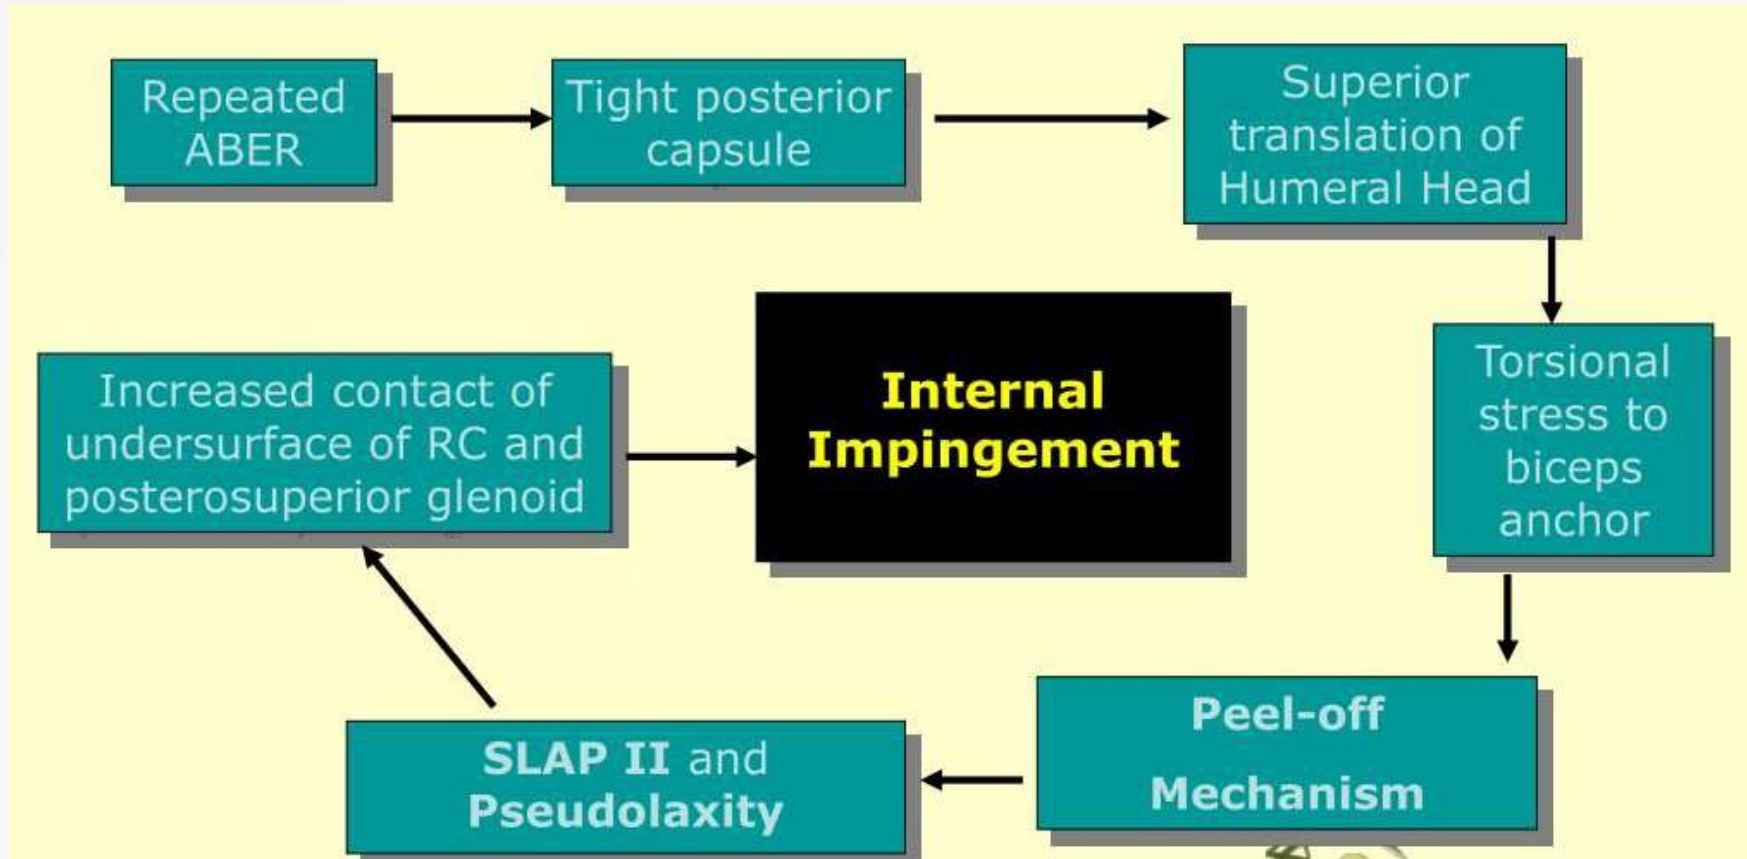 Repeated
ABER
Tight posterior
capsule
Superior
translation of
Humeral Head
Torsional
stress to
biceps
anchor
Peel-off
Mechanism
SLAP II and
Pseudolaxity
Increased contact of
undersurface of RC and
posterosuperior glenoid
Internal
Impingement